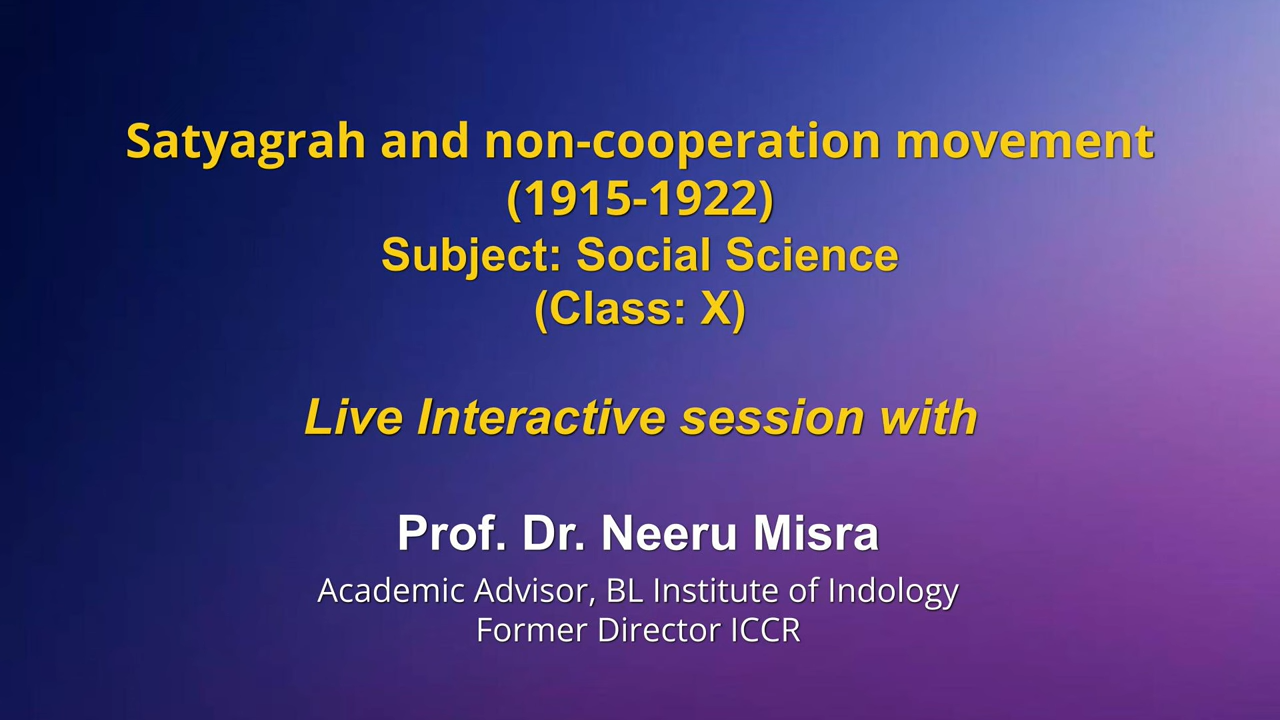 Satyagrah and non-cooperation movement
(1915-1922)
Subject: Social Science
(Class: X)
Live Interactive session with
Prof. Dr. Neeru Misra
Academic Advisor, BL Institute of Indology
Former Director ICCR